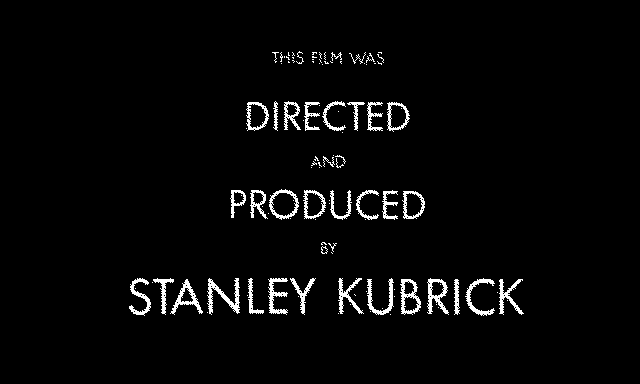 THIS FILM WAS
DIRECTED
AND
PRODUCED
BY
STANLEY KUBRICK